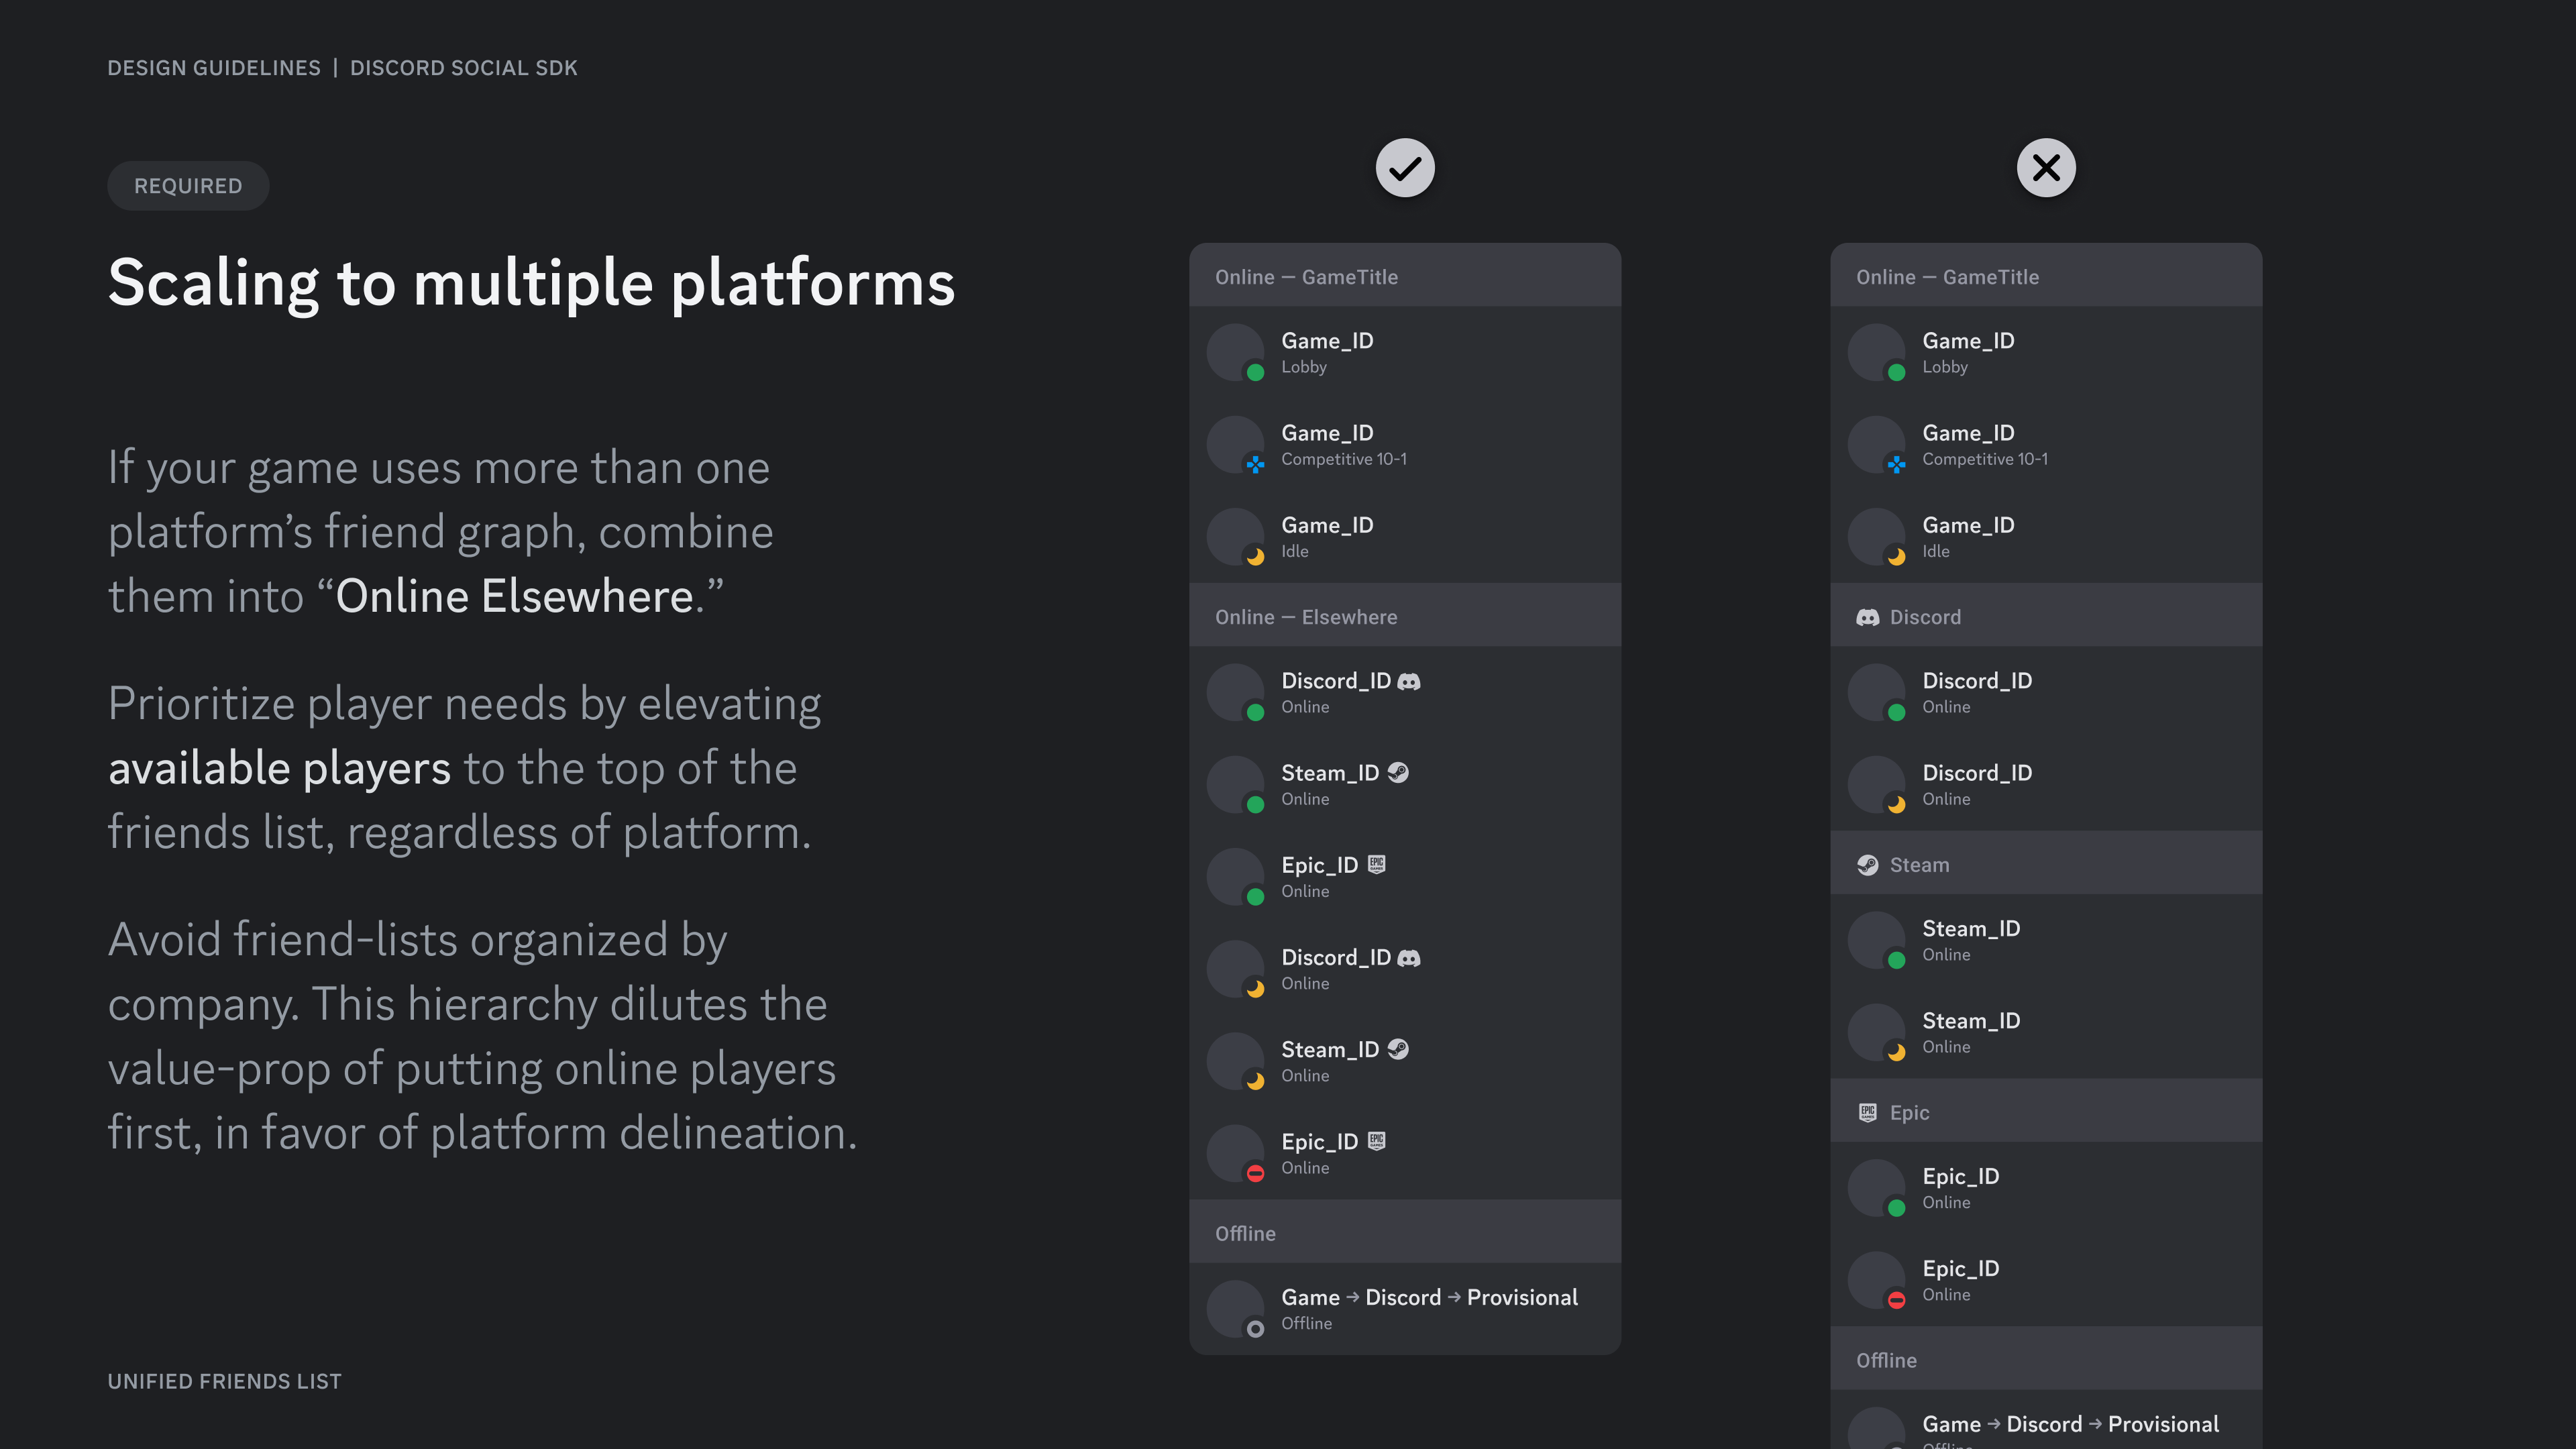 DESIGN GUIDELINES | DISCORD SOCIAL SDK
REQUIRED
Scaling to multiple platforms
If your game uses more than one
platform’s friend graph, combine
them into “Online Elsewhere.”
Prioritize player needs by elevating
available players to the top of the
friends list, regardless of platform.
Avoid friend-lists organized by
company. This hierarchy dilutes the
value-prop of putting online players
first, in favor of platform delineation.
UNIFIED FRIENDS LIST
Online — GameTitle
Game_ID
Lobby
Game_ID
Competitive 10-1
Game_ID
Idle
Online — Elsewhere
Discord_ID
Online
Steam_ID
Online
Epic_ID
Online
Discord_ID
Online
Steam_ID
Online
Epic_ID
Online
Offline
Game → Discord → Provisional
Offline
Online — GameTitle
Game_ID
Lobby
Game_ID
Competitive 10-1
Game_ID
Idle
Discord
Discord_ID
Online
Discord_ID
Online
Steam
Steam_ID
Online
Steam_ID
Online
Epic
Epic_ID
Online
Epic_ID
Online
Offline
Game → Discord → Provisional